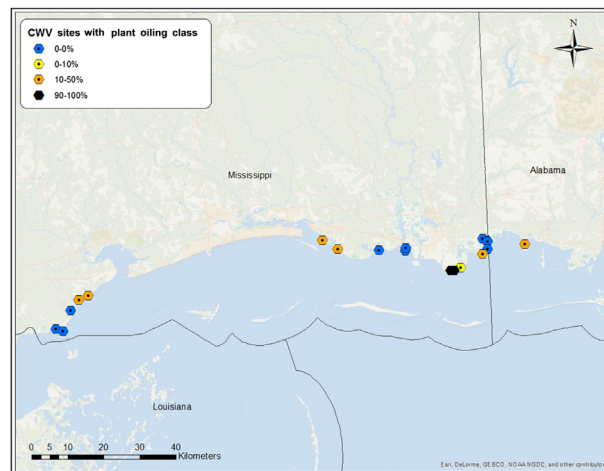 CWV sites with plant oiling class
0-0%
0-10%
10-50%
90-100%
N
Mississippi
Alabama
Louisiana
0 5 10 20 30 40
Kilometers
Esri, DeLorme, GEBCO, NOAA NGDC, and other contributors